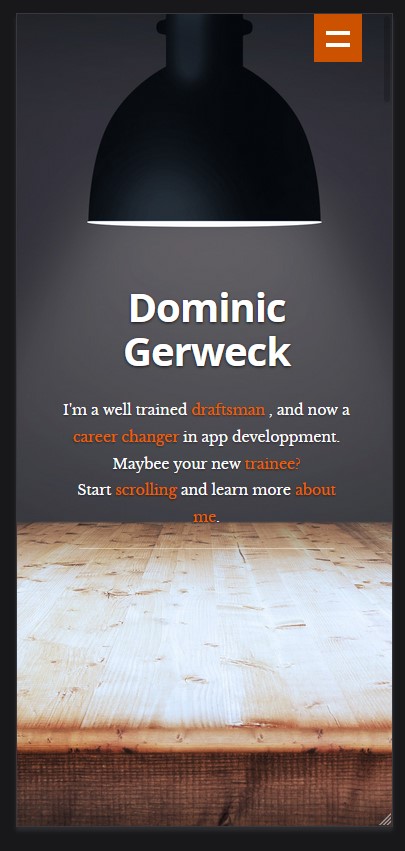 Dominic
Gerweck
I'm a well trained draftsman , and now a
career changer in app developpment.
Maybee your new trainee?
Start scrolling and learn more about
me.